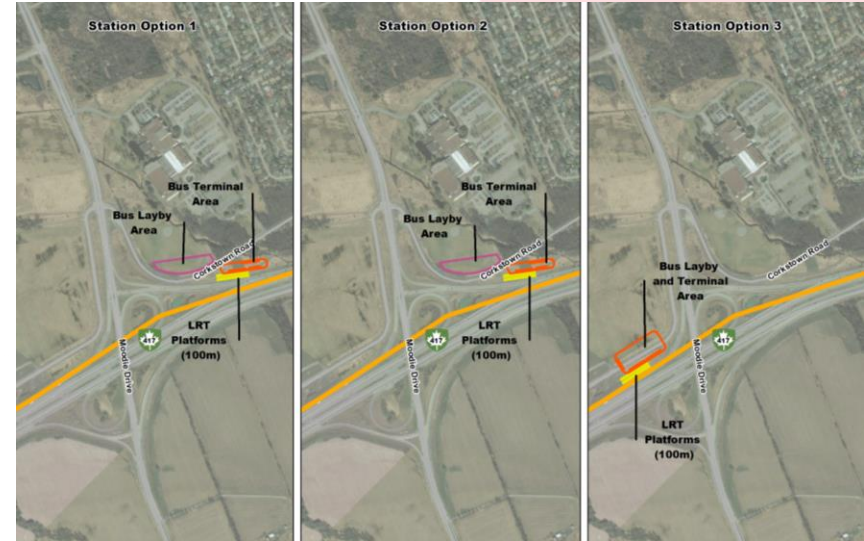 Station Option 1
Bus Terminal
Area
Bus Layby
Area
Corkstown Road
LRT
Platforms
(100m)
417
Moodie Drive
Station Option 2
Bus Terminal
Area
Bus Layby
Area
Corkstown Road
LRT
Platforms
(100m)
417
Moodie Drive
Station Option 3
Corkstown Road
Bus Layby
and Terminal
Area
417
Moodie Drive
LRT
Platforms
(100m)